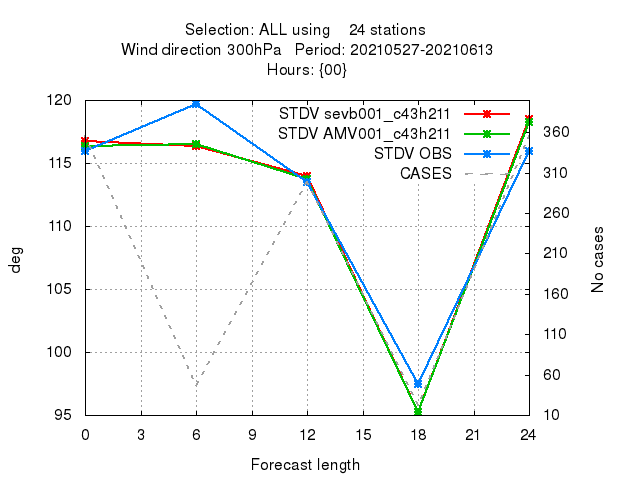 Selection: ALL using    24 stations
Wind direction 300hPa   Period: 20210527-20210613
Hours: {00}
STDV sevb001_c43h211
STDV AMV001_c43h211
STDV OBS
CASES
120
115
110
105
100
95
deg
360
310
260
210
160
110
60
10
No cases
0 3 6 9 12 15 18 21 24
Forecast length